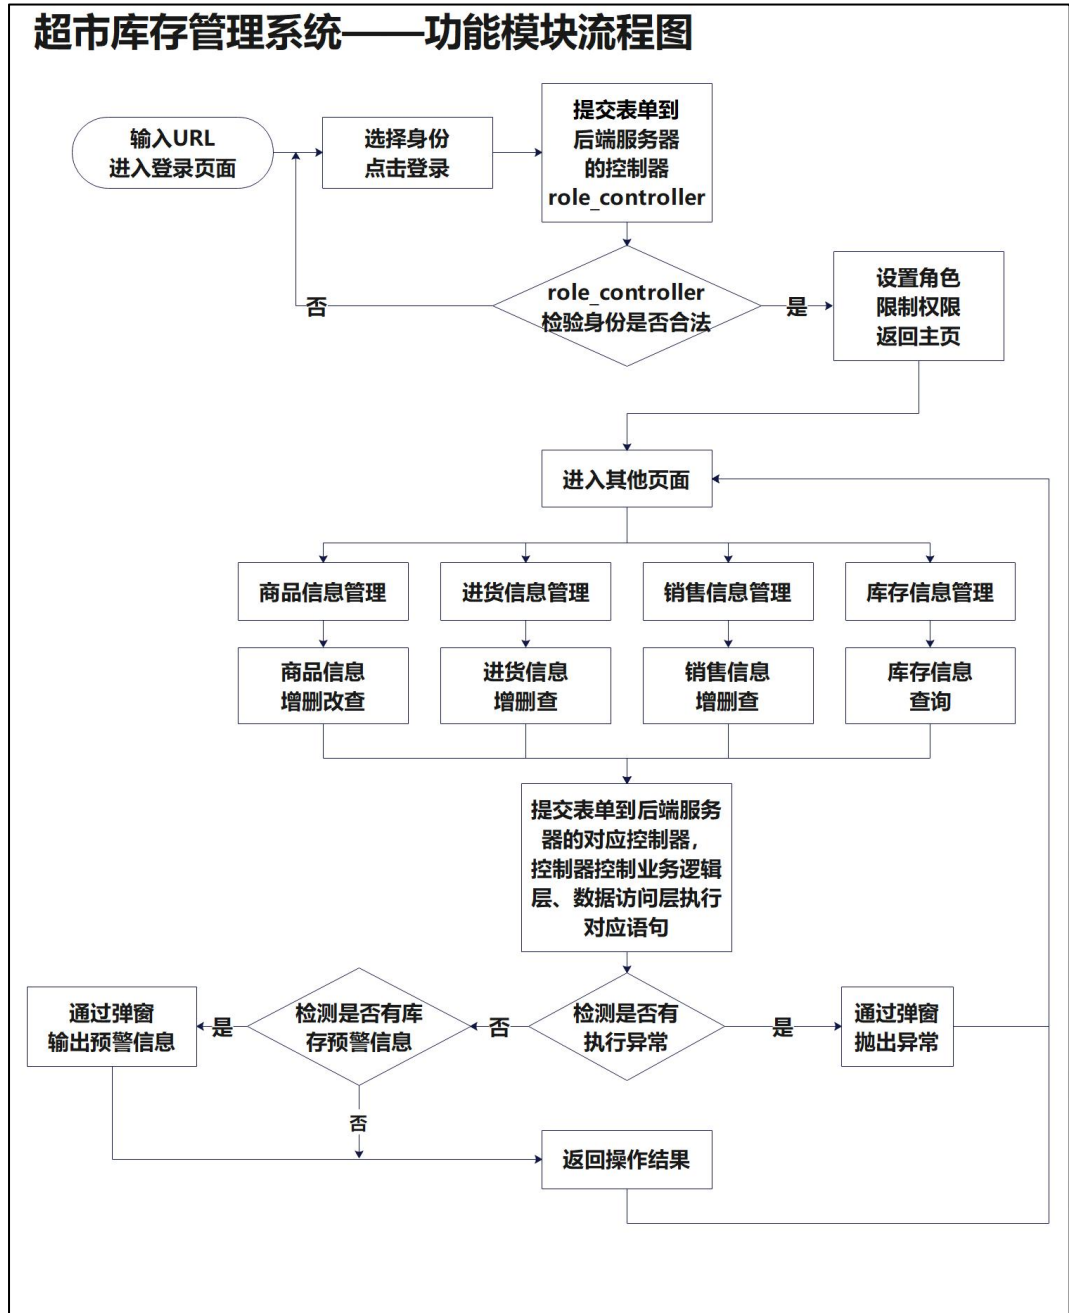 超市库存管理系统——功能模块流程图
输入URL
进入登录页面
选择身份
点击登录
提交表单到
后端服务器
的控制器
role_controller
role_controller
检验身份是否合法
否
是
设置角色
限制权限
返回主页
进入其他页面
商品信息管理
进货信息管理
销售信息管理
库存信息管理
商品信息
增删改查
进货信息
增删查
销售信息
增删查
库存信息
查询
提交表单到后端服务
器的对应控制器，
控制器控制业务逻辑
层、数据访问层执行
对应语句
通过弹窗
输出预警信息
是
检测是否有库
存预警信息
否
检测是否有
执行异常
是
通过弹窗
抛出异常
否
返回操作结果